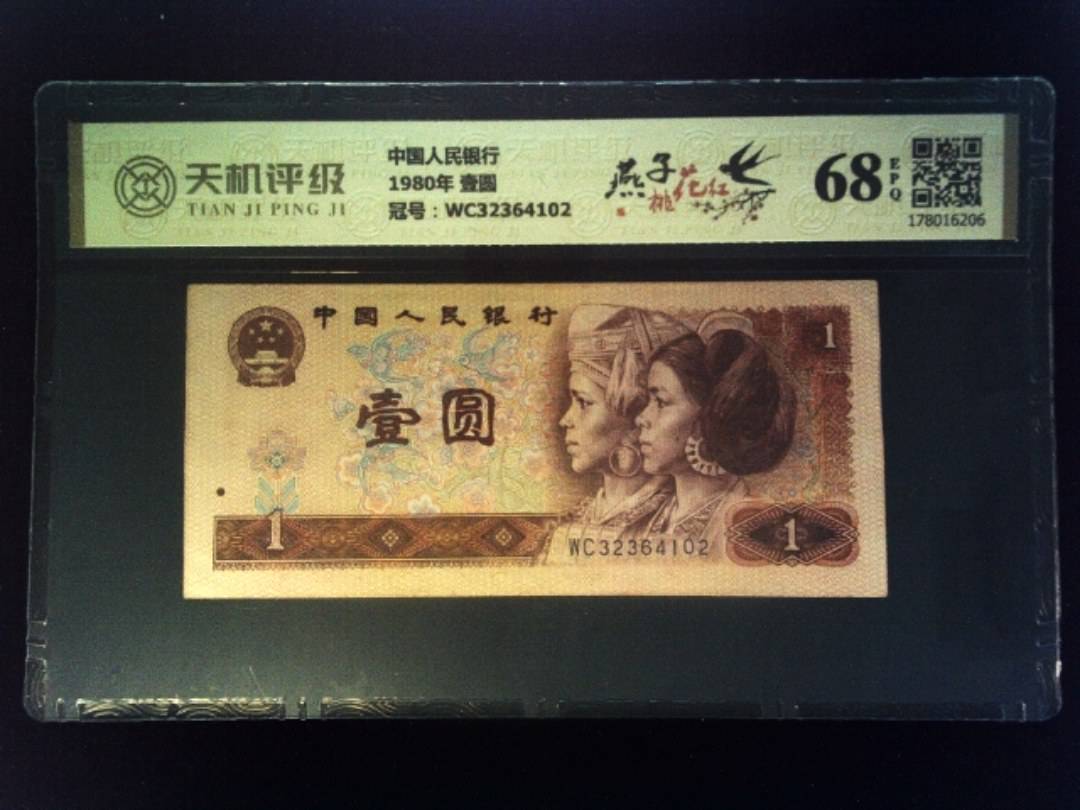 天机评级
TIAN JI PING JI
中国人民银行
1980年 壹圆
冠号：WC32364102
燕子
桃花红
68
EPQ
178016206
中国人民银行
1
壹圆
1
WC32364102
1